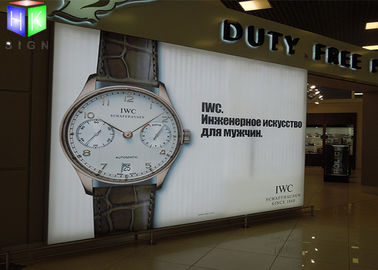 HK
SIGN
DUTY FREE
IWC.
Инженерное искусство
для мужчин.
IWC
SCHAFFHAUSEN
AUTOMATIC
IWC
SCHAFFHAUSEN
SINCE 1868